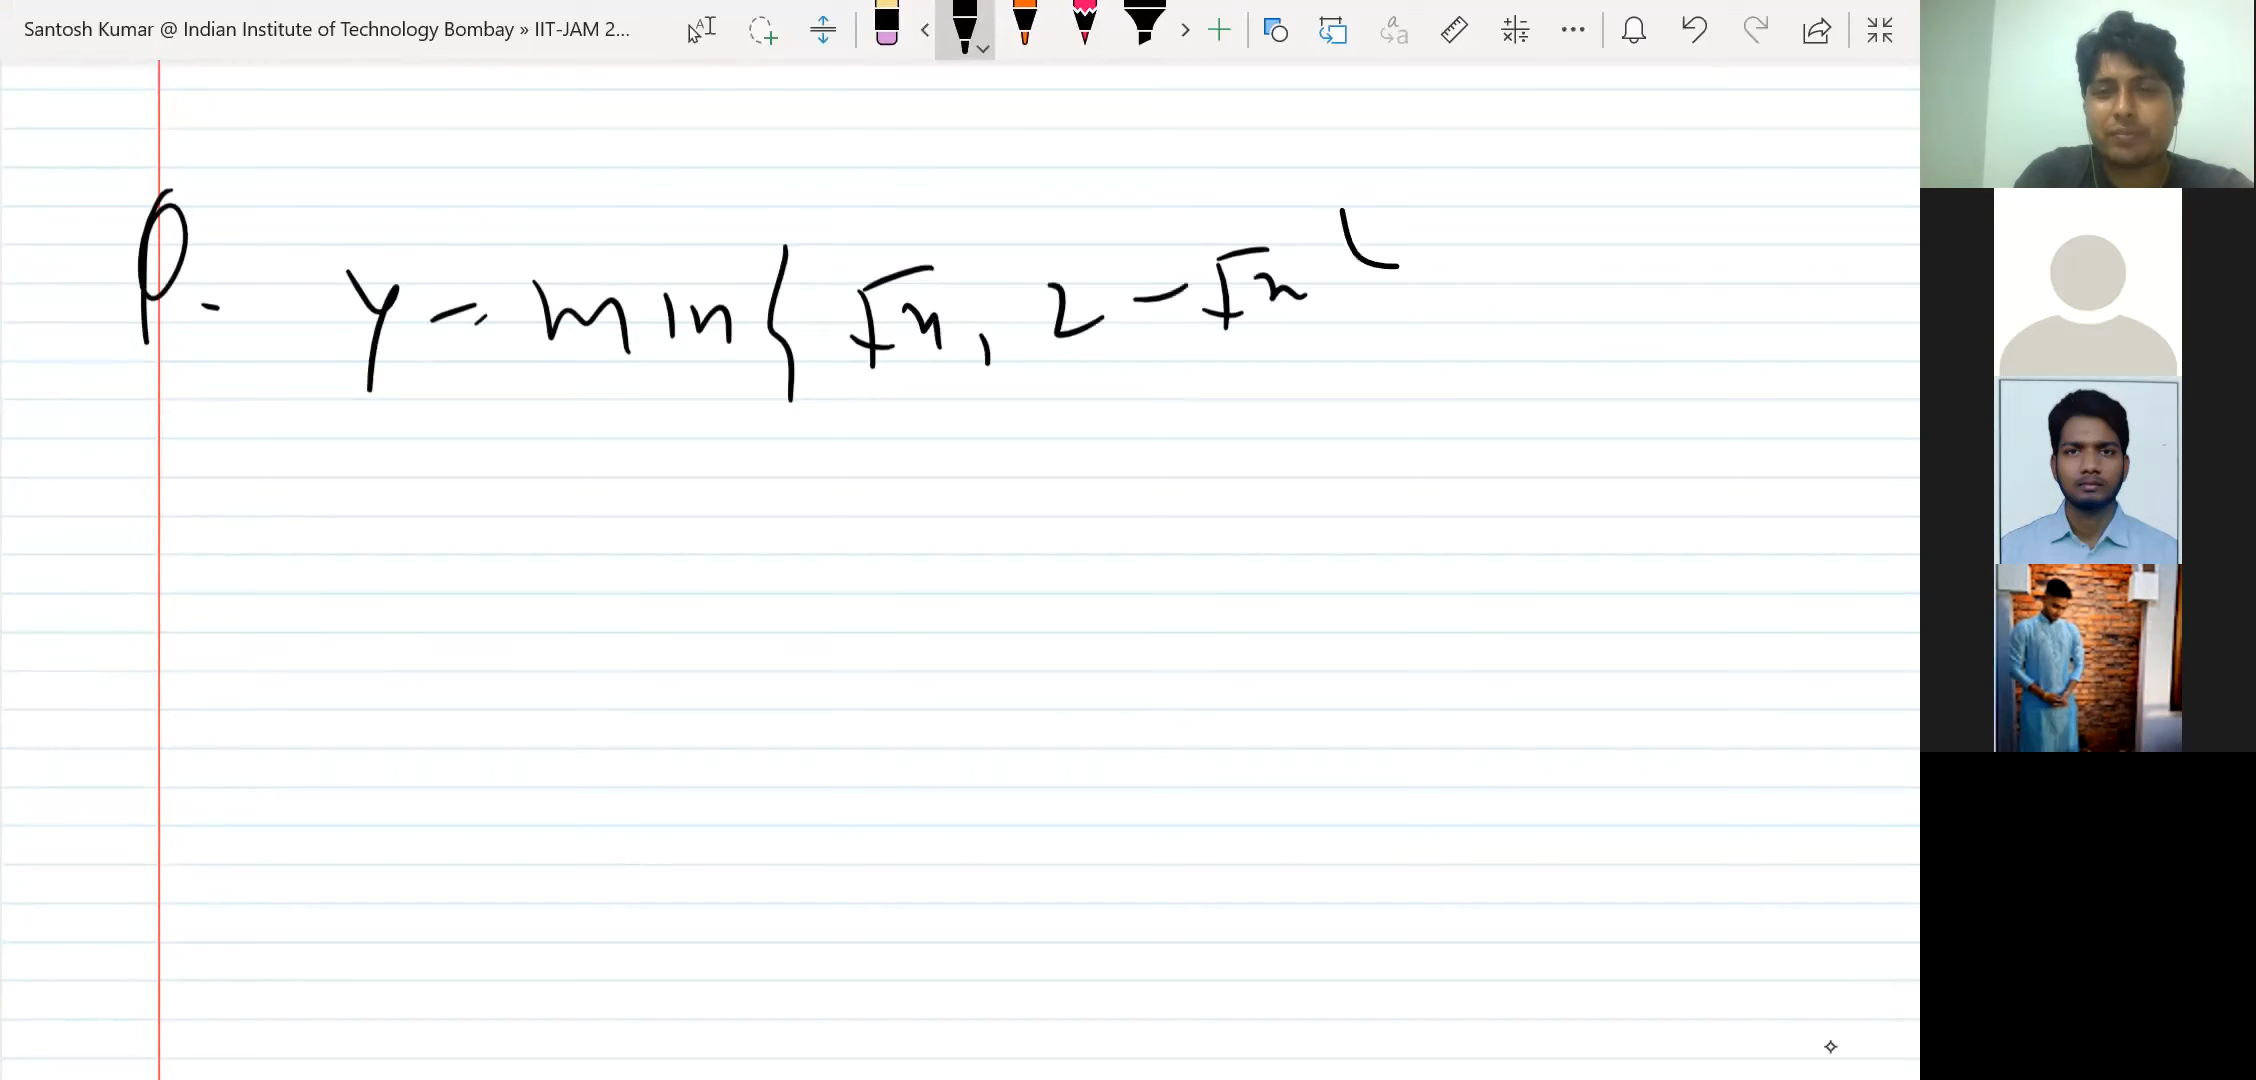 Santosh Kumar @ Indian Institute of Technology Bombay » IIT-JAM 2...
P- y = min{ √x, 2 - √x